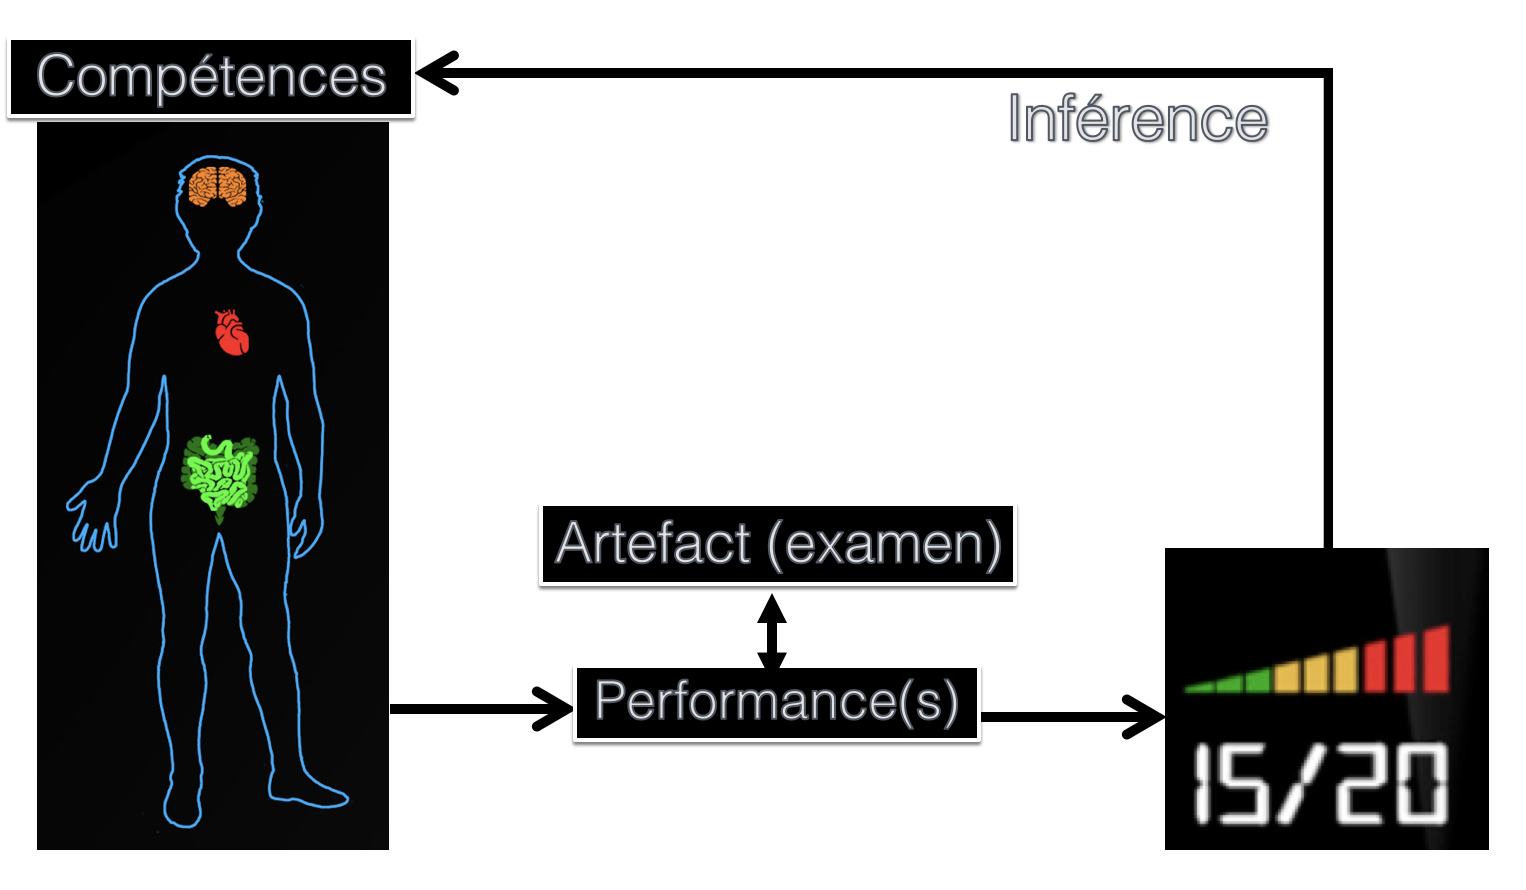 Compétences
Inférence
Artefact (examen)
Performance(s)
15/20